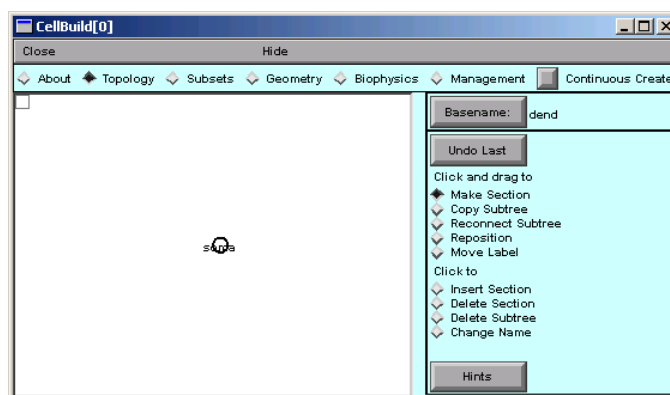 CellBuild[0]
Close Hide
About Topology Subsets Geometry Biophysics Management Continuous Create
Basename: dend
Undo Last
Click and drag to
Make Section
Copy Subtree
Reconnect Subtree
Reposition
Move Label
soma
Click to
Insert Section
Delete Section
Delete Subtree
Change Name
Hints